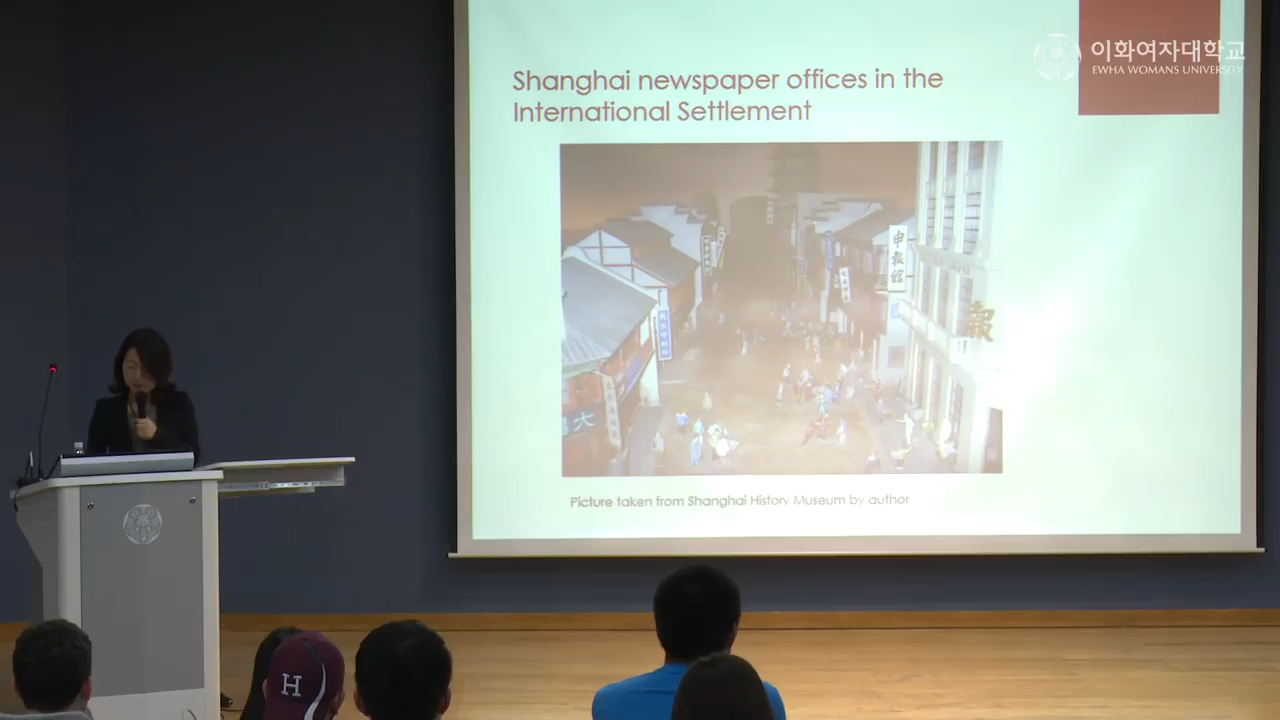 이화여자대학교
EWHA WOMANS UNIVERSITY
Shanghai newspaper offices in the
International Settlement
申報館
報
大
Picture taken from Shanghai History Museum by author
H